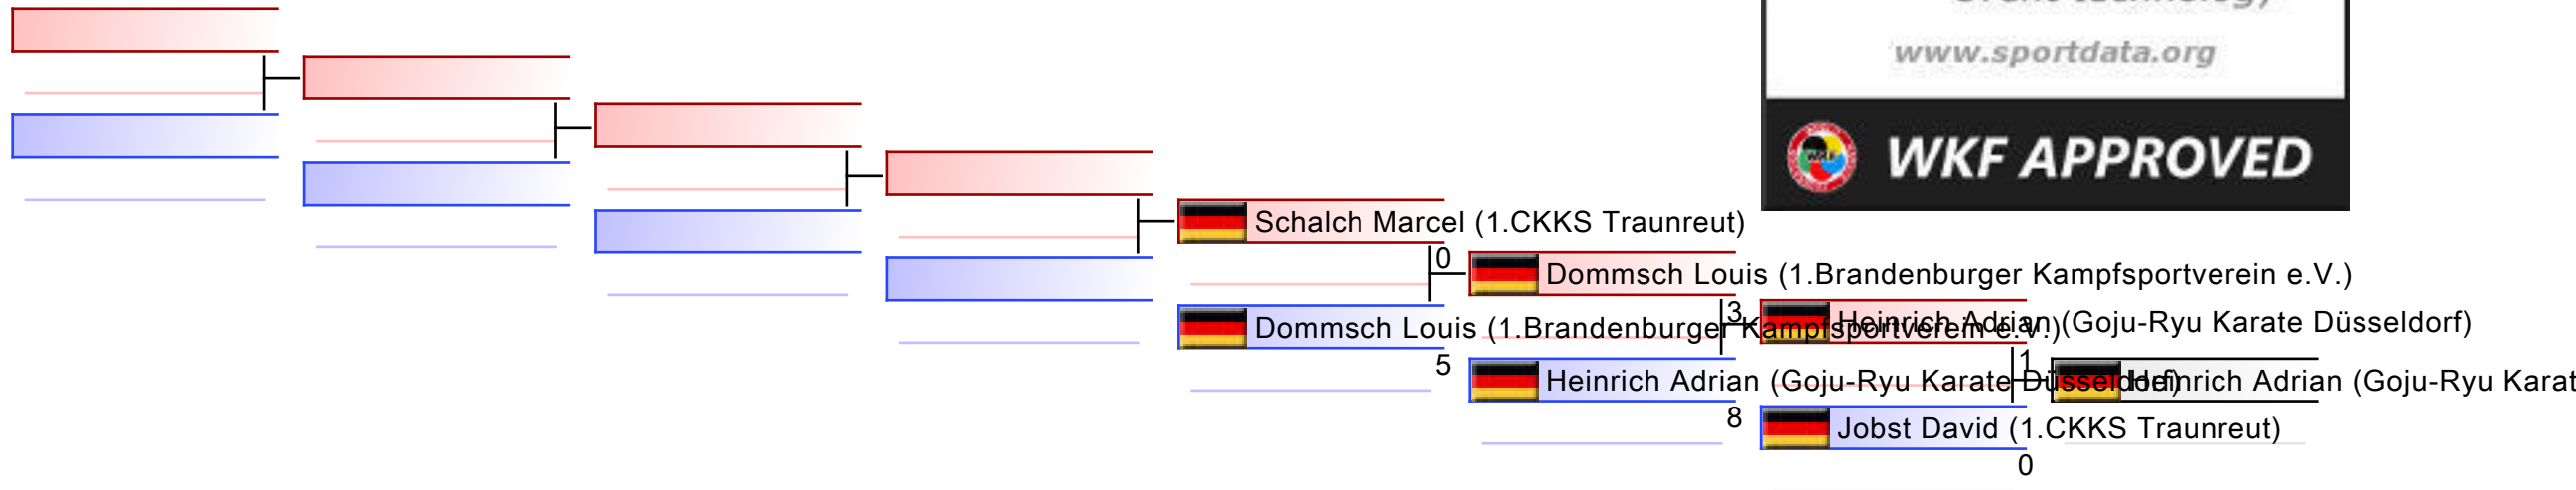 www.sportdata.org
WKF APPROVED
Schalch Marcel (1.CKKS Traunreut)
0
Dommsch Louis (1.Brandenburger Kampfsportverein e.V.)
3
Dommsch Louis (1.Brandenburger Kampfsportverein e.V.)
Heinrich Adrian (Goju-Ryu Karate Düsseldorf)
5
1
Heinrich Adrian (Goju-Ryu Karate Düsseldorf)
Heinrich Adrian (Goju-Ryu Karat
8
Jobst David (1.CKKS Traunreut)
0